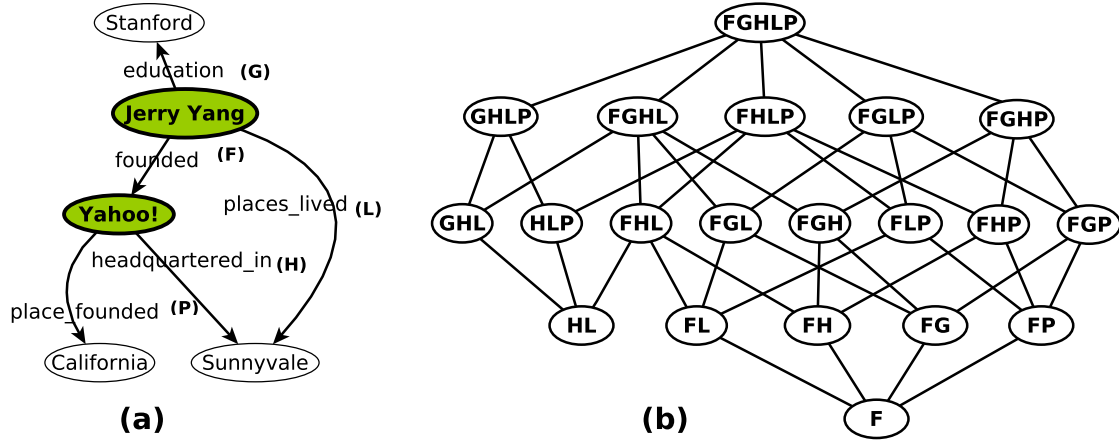 Stanford
education (G)
Jerry Yang
founded (F)
Yahoo!
places_lived (L)
headquartered_in (H)
place_founded (P)
California
Sunnyvale
(a)
FGHLP
GHLP FGHL FHLP FGLP FGHP
GHL HLP FHL FGL FGH FLP FHP FGP
HL FL FH FG FP
F
(b)